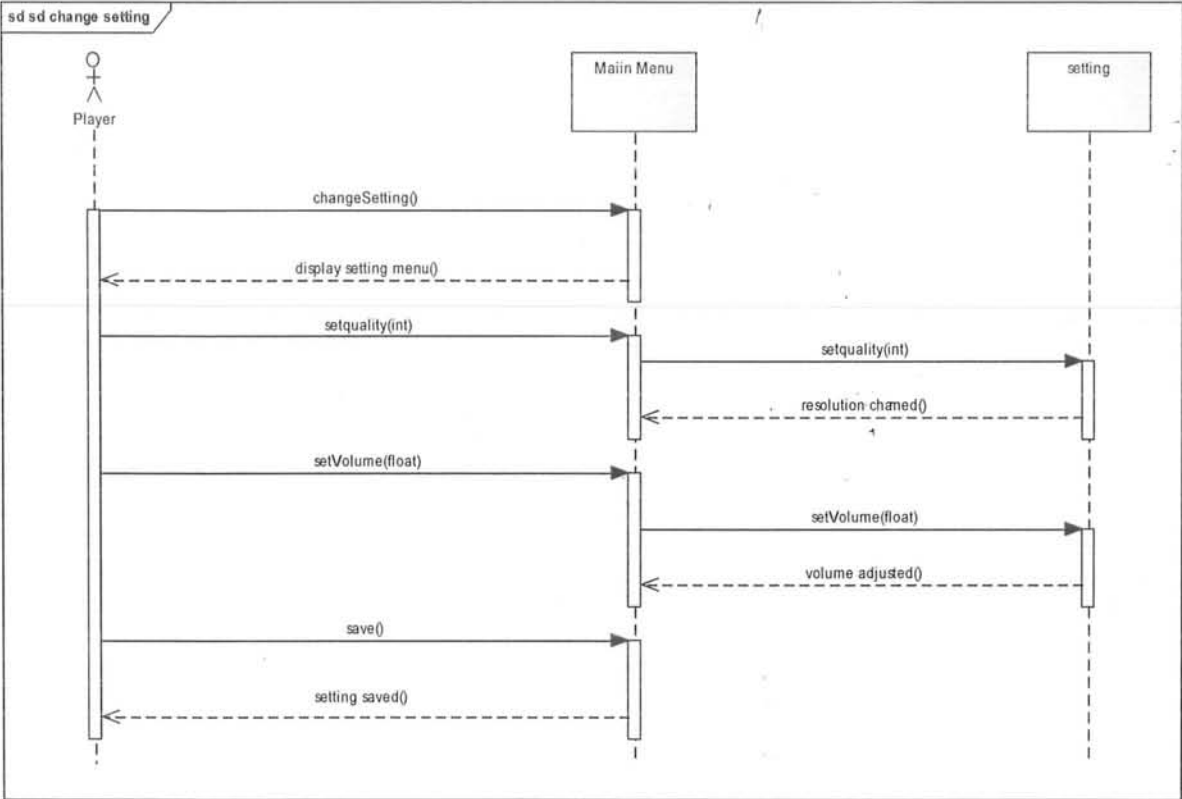 sd sd change setting
Player
Maiin Menu
setting
changeSetting()
display setting menu()
setquality(int)
setquality(int)
resolution chamed()
setVolume(float)
setVolume(float)
volume adjusted()
save()
setting saved()